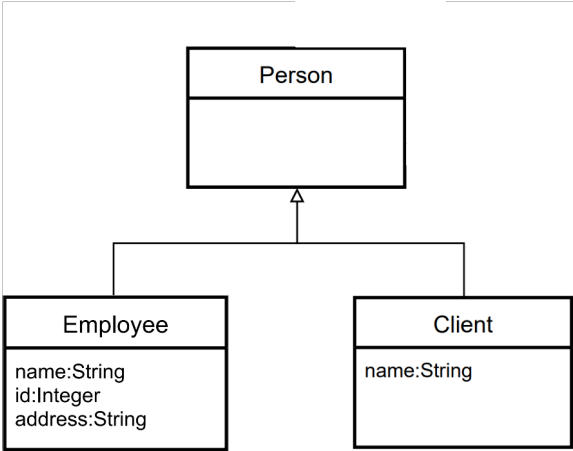 Person
Employee
name:String
id:Integer
address:String
Client
name:String